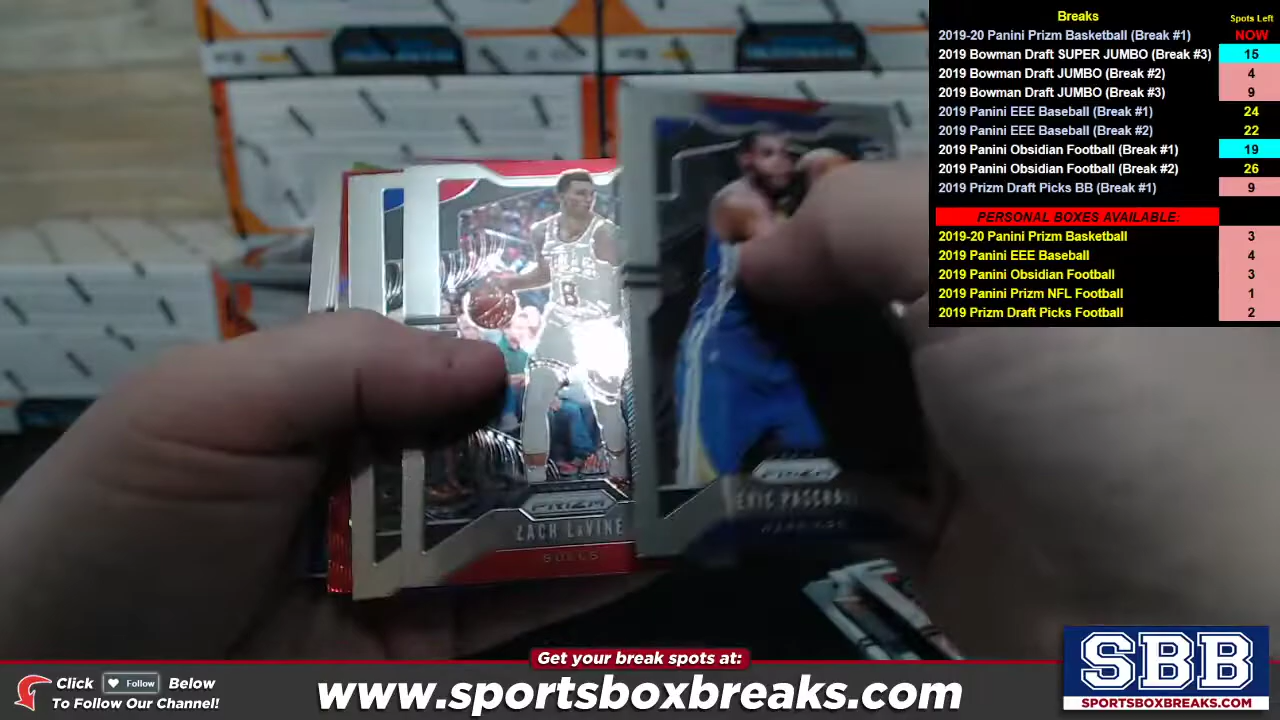 Breaks
Spots Left
2019-20 Panini Prizm Basketball (Break #1) NOW
2019 Bowman Draft SUPER JUMBO (Break #3) 15
2019 Bowman Draft JUMBO (Break #2) 4
2019 Bowman Draft JUMBO (Break #3) 9
2019 Panini EEE Baseball (Break #1) 24
2019 Panini EEE Baseball (Break #2) 22
2019 Panini Obsidian Football (Break #1) 19
2019 Panini Obsidian Football (Break #2) 26
2019 Prizm Draft Picks BB (Break #1) 9
PERSONAL BOXES AVAILABLE:
2019-20 Panini Prizm Basketball 3
2019 Panini EEE Baseball 4
2019 Panini Obsidian Football 3
2019 Panini Prizm NFL Football 1
2019 Prizm Draft Picks Football 2
8
PRIZM
ZACH LaVINE
BULLS
PRIZM
ERIC PASCHALL
WARRIORS
Get your break spots at:
www.sportsboxbreaks.com
Click Follow Below
To Follow Our Channel!
SBB
SPORTSBOXBREAKS.COM